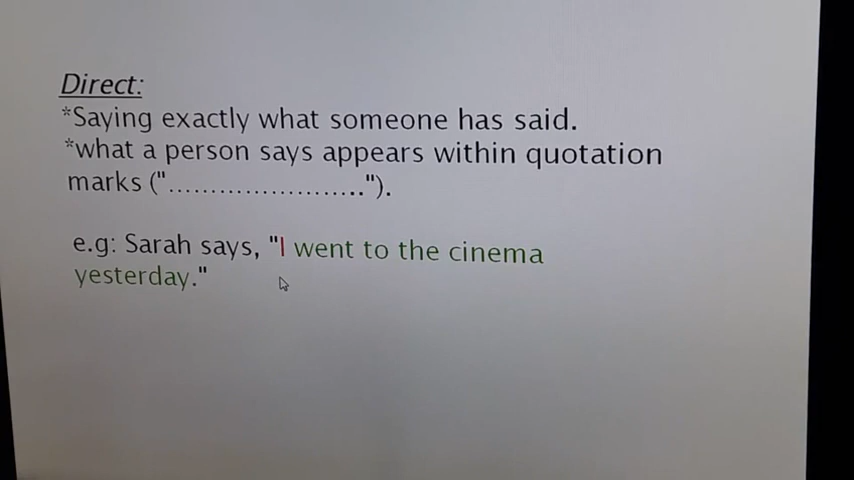 Direct:
*Saying exactly what someone has said.
*what a person says appears within quotation
marks ("……………………..").
e.g: Sarah says, "I went to the cinema
yesterday."